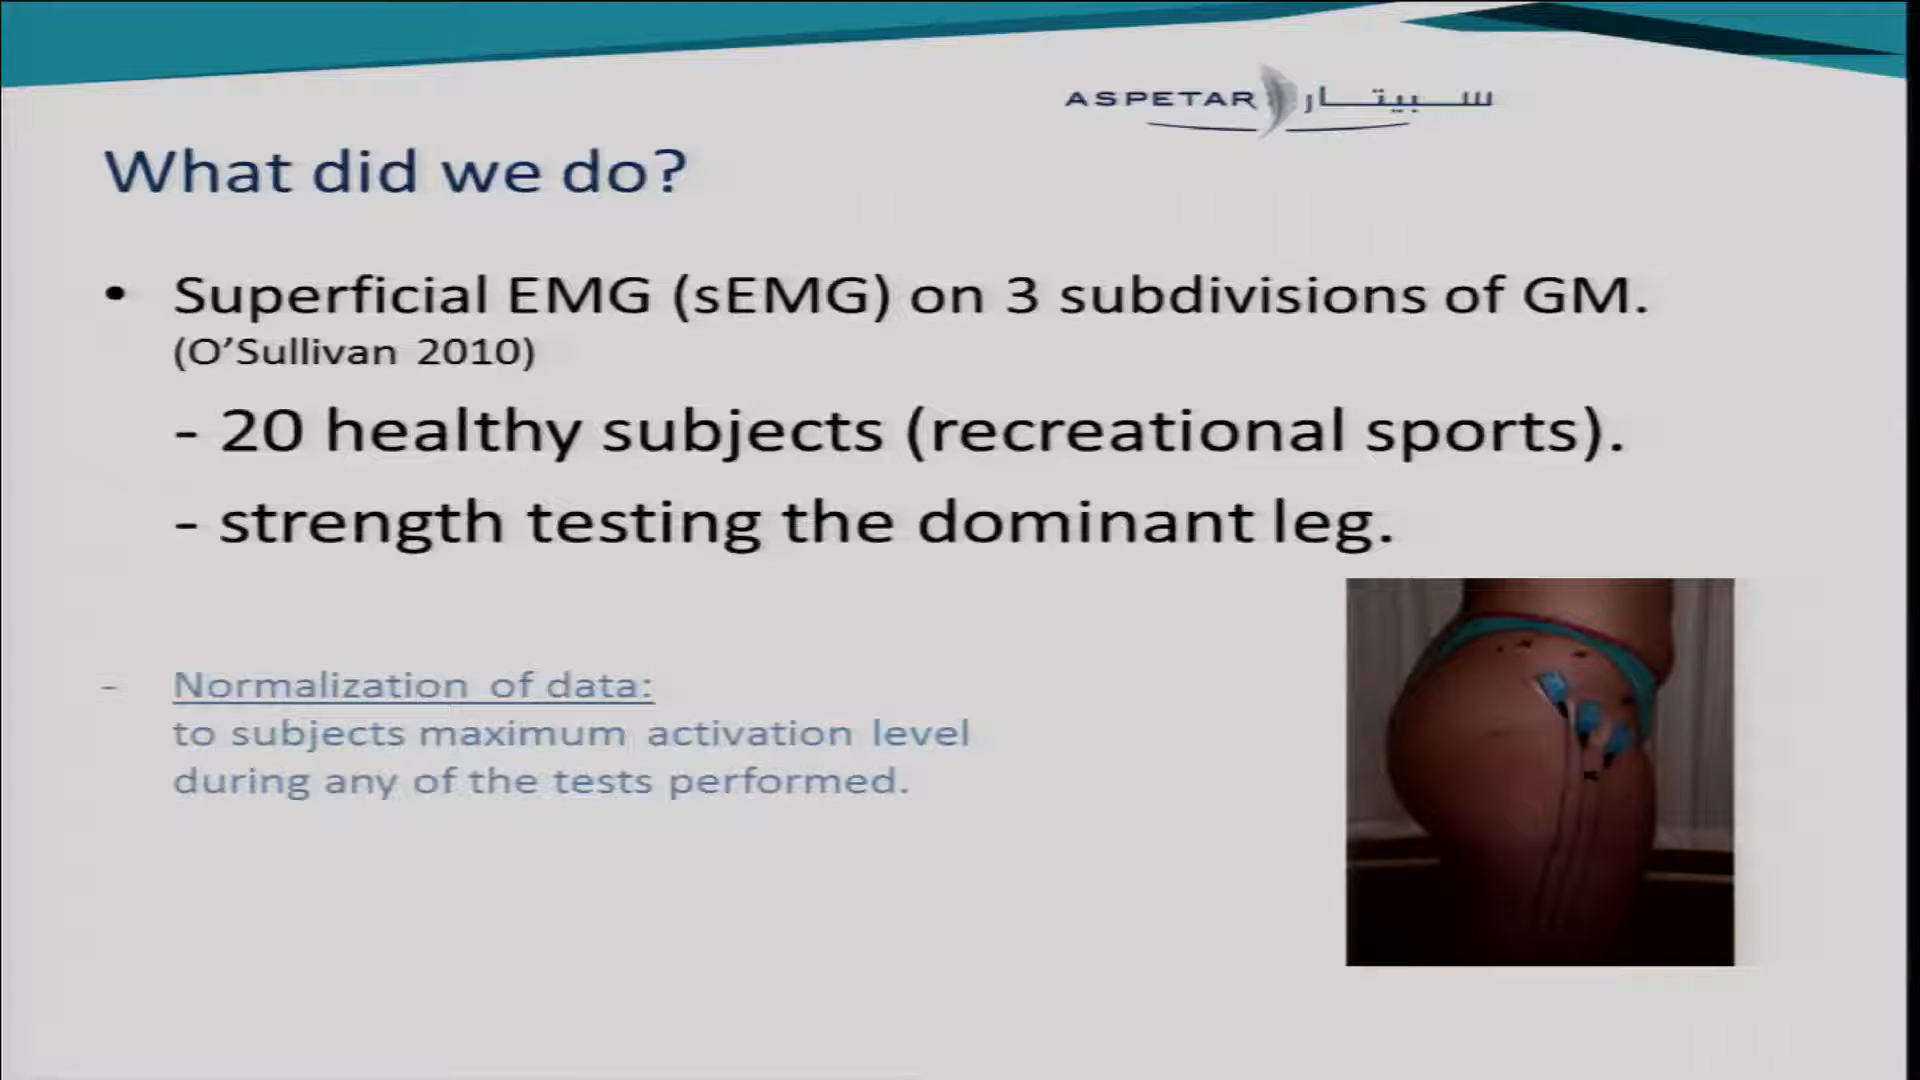 ASPETAR سبيتار
What did we do?
• Superficial EMG (sEMG) on 3 subdivisions of GM.
(O’Sullivan 2010)
- 20 healthy subjects (recreational sports).
- strength testing the dominant leg.
- Normalization of data:
to subjects maximum activation level
during any of the tests performed.